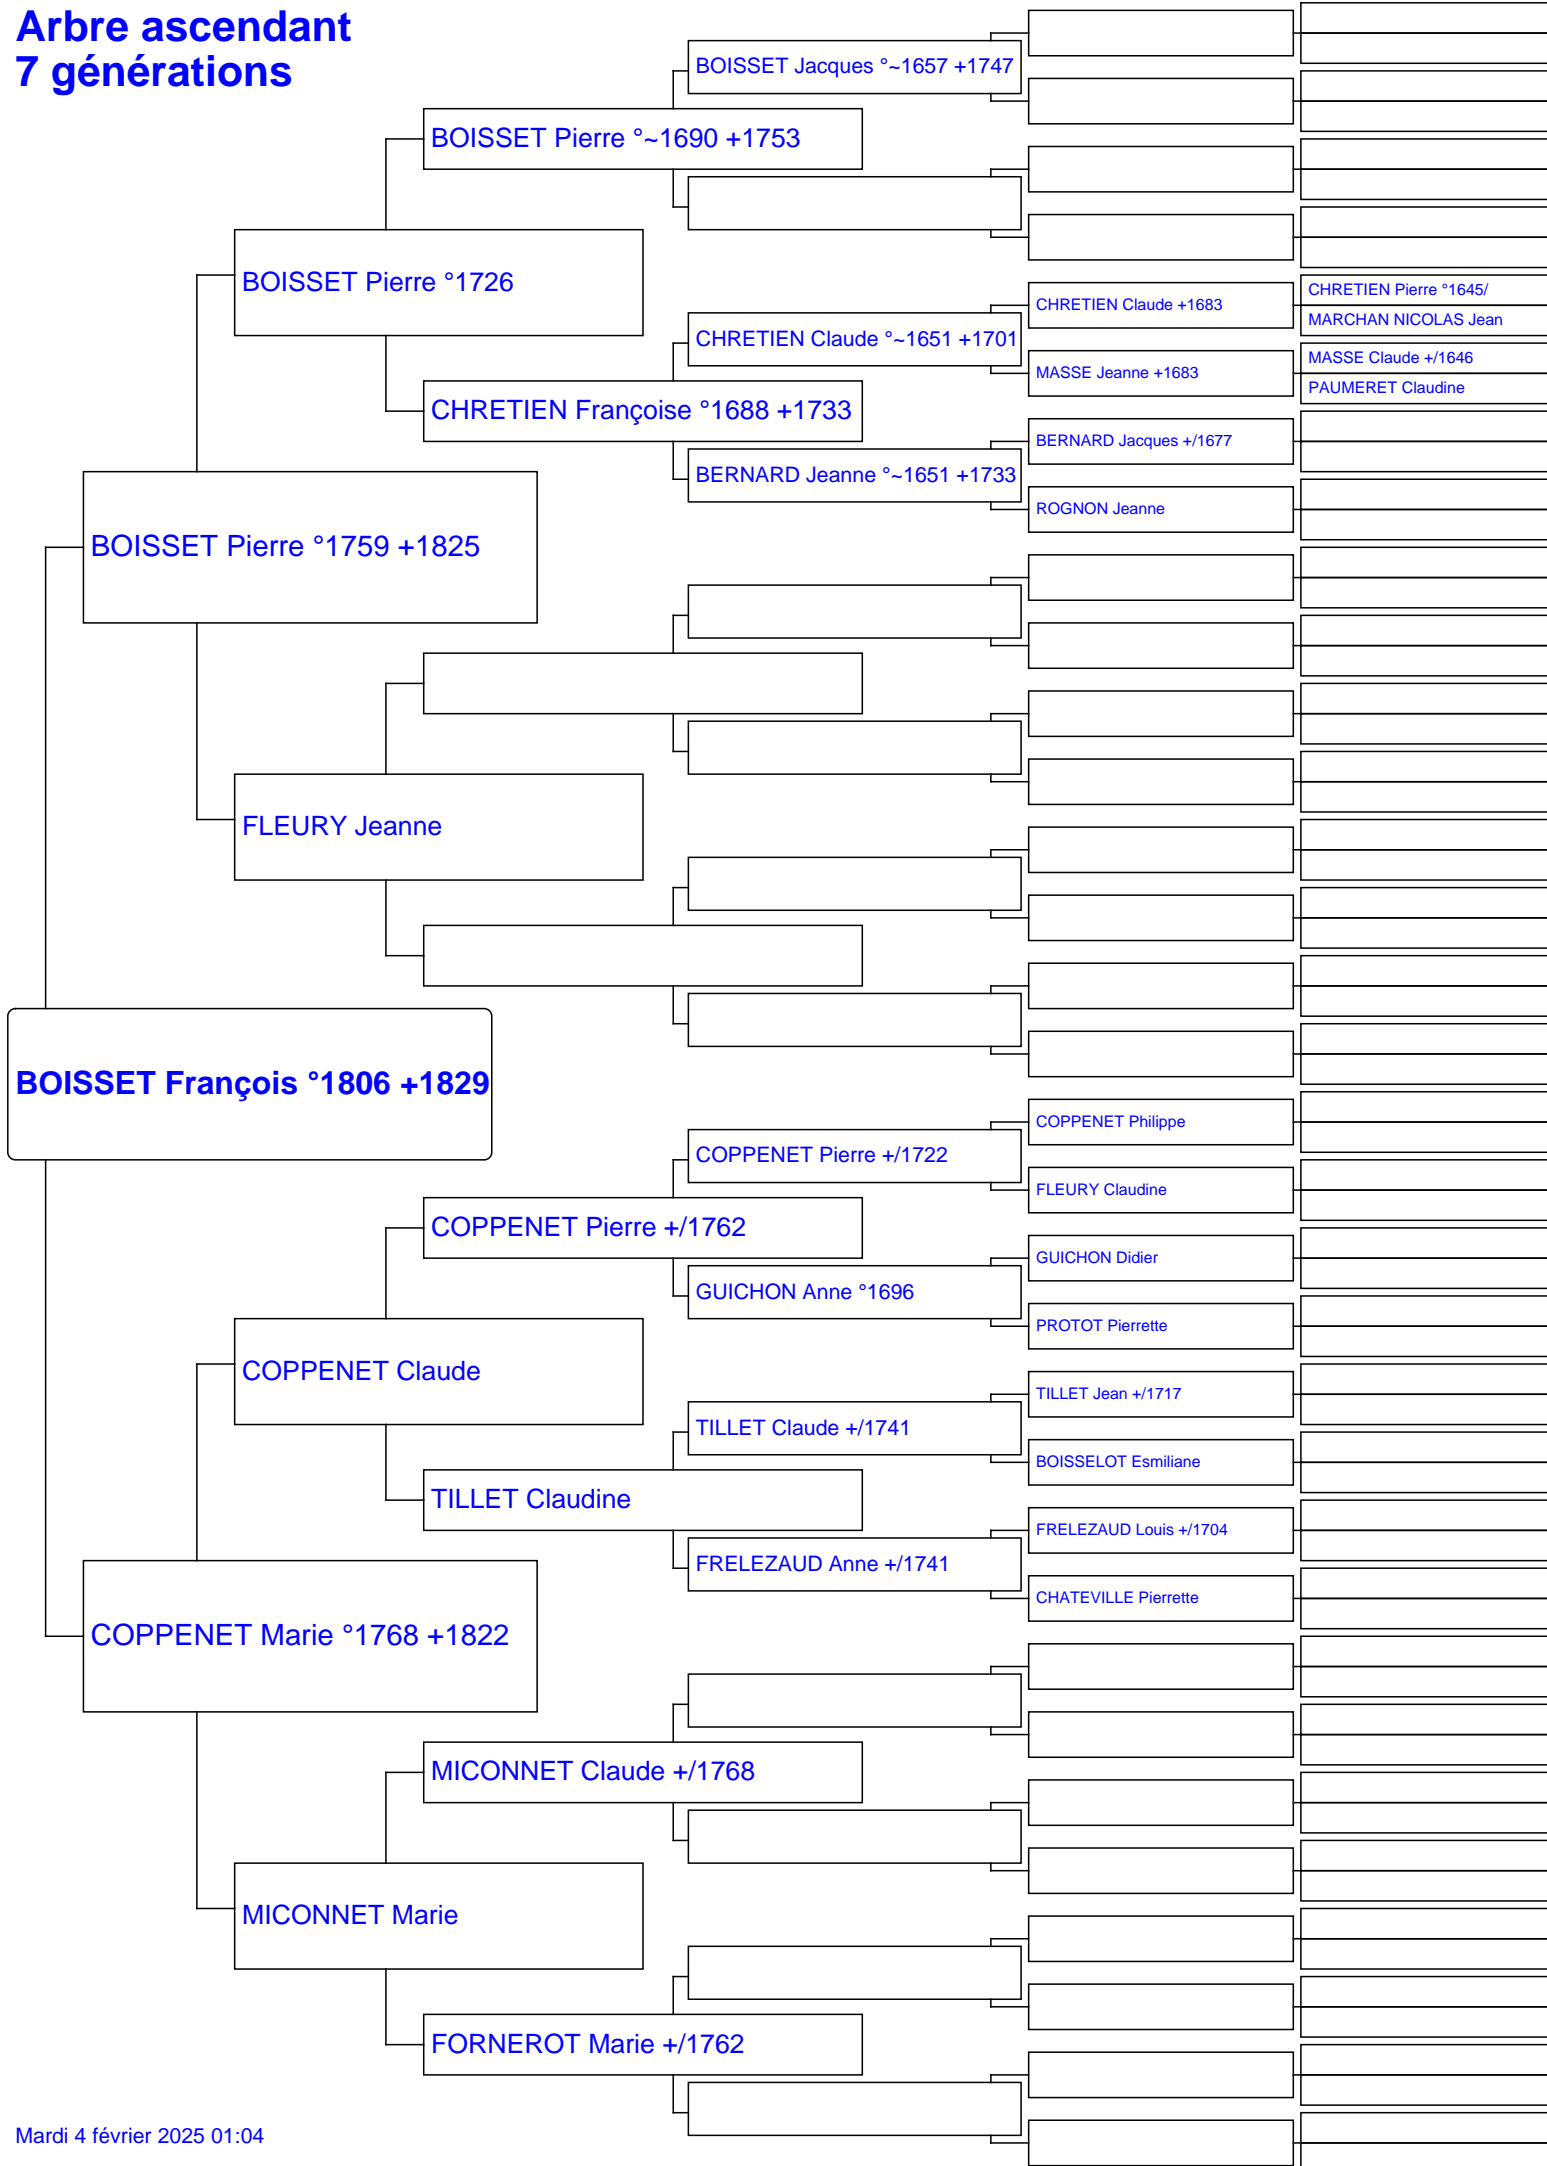 Arbre ascendant
7 générations
BOISSET Jacques °~1657 +1747
BOISSET Pierre °~1690 +1753
BOISSET Pierre °1726
CHRETIEN Pierre °1645/
CHRETIEN Claude +1683
MARCHAN NICOLAS Jean
CHRETIEN Claude °~1651 +1701
MASSE Claude +/1646
MASSE Jeanne +1683
PAUMERET Claudine
CHRETIEN Françoise °1688 +1733
BERNARD Jacques +/1677
BERNARD Jeanne °~1651 +1733
ROGNON Jeanne
BOISSET Pierre °1759 +1825
FLEURY Jeanne
BOISSET François °1806 +1829
COPPENET Philippe
COPPENET Pierre +/1722
FLEURY Claudine
COPPENET Pierre +/1762
GUICHON Didier
GUICHON Anne °1696
PROTOT Pierrette
COPPENET Claude
TILLET Jean +/1717
TILLET Claude +/1741
BOISSELOT Esmiliane
TILLET Claudine
FRELEZAUD Louis +/1704
FRELEZAUD Anne +/1741
CHATEVILLE Pierrette
COPPENET Marie °1768 +1822
MICONNET Claude +/1768
MICONNET Marie
FORNEROT Marie +/1762
Mardi 4 février 2025 01:04